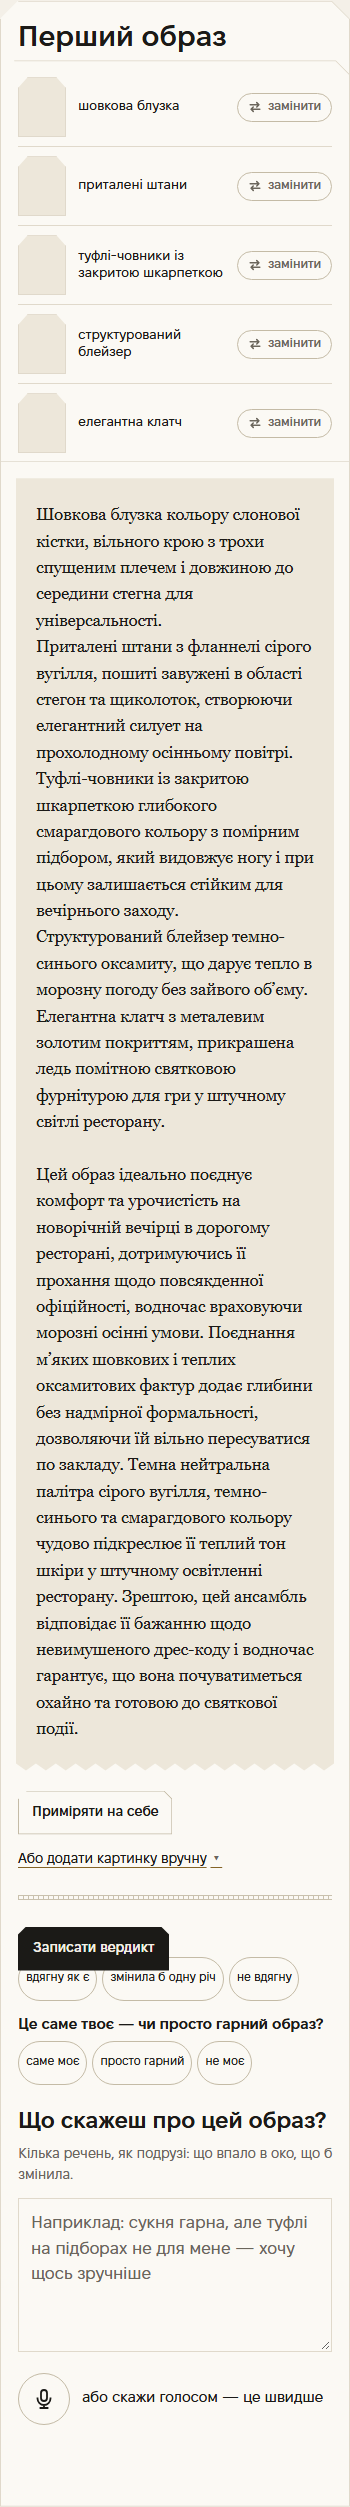 Перший образ
шовкова блузка
замінити
приталені штани
замінити
туфлі-човники із
закритою шкарпеткою
замінити
структурований
блейзер
замінити
елегантна клатч
замінити
Шовкова блузка кольору слонової
кістки, вільного крою з трохи
спущеним плечем і довжиною до
середини стегна для
універсальності.
Приталені штани з фланнелі сірого
вугілля, пошиті завужені в області
стегон та щиколоток, створюючи
елегантний силует на
прохолодному осінньому повітрі.
Туфлі-човники із закритою
шкарпеткою глибокого
смарагдового кольору з помірним
підбором, який видовжує ногу і при
цьому залишається стійким для
вечірнього заходу.
Структурований блейзер темно-
синього оксамиту, що дарує тепло в
морозну погоду без зайвого об’єму.
Елегантна клатч з металевим
золотим покриттям, прикрашена
ледь помітною святковою
фурнітурою для гри у штучному
світлі ресторану.
Цей образ ідеально поєднує
комфорт та урочистість на
новорічній вечірці в дорогому
ресторані, дотримуючись її
прохання щодо повсякденної
офіційності, водночас враховуючи
морозні осінні умови. Поєднання
м’яких шовкових і теплих
оксамитових фактур додає глибини
без надмірної формальності,
дозволяючи їй вільно пересуватися
по закладу. Темна нейтральна
палітра сірого вугілля, темно-
синього та смарагдового кольору
чудово підкреслює її теплий тон
шкіри у штучному освітленні
ресторану. Зрештою, цей ансамбль
відповідає її бажанню щодо
невимушеного дрес-коду і водночас
гарантує, що вона почуватиметься
охайно та готовою до святкової
події.
Приміряти на себе
Або додати картинку вручну
Записати вердикт
вдягну як є
змінила б одну річ
не вдягну
Це саме твоє — чи просто гарний образ?
саме моє
просто гарний
не моє
Що скажеш про цей образ?
Кілька речень, як подрузі: що впало в око, що б
змінила.
Наприклад: сукня гарна, але туфлі
на підборах не для мене — хочу
щось зручніше
або скажи голосом — це швидше